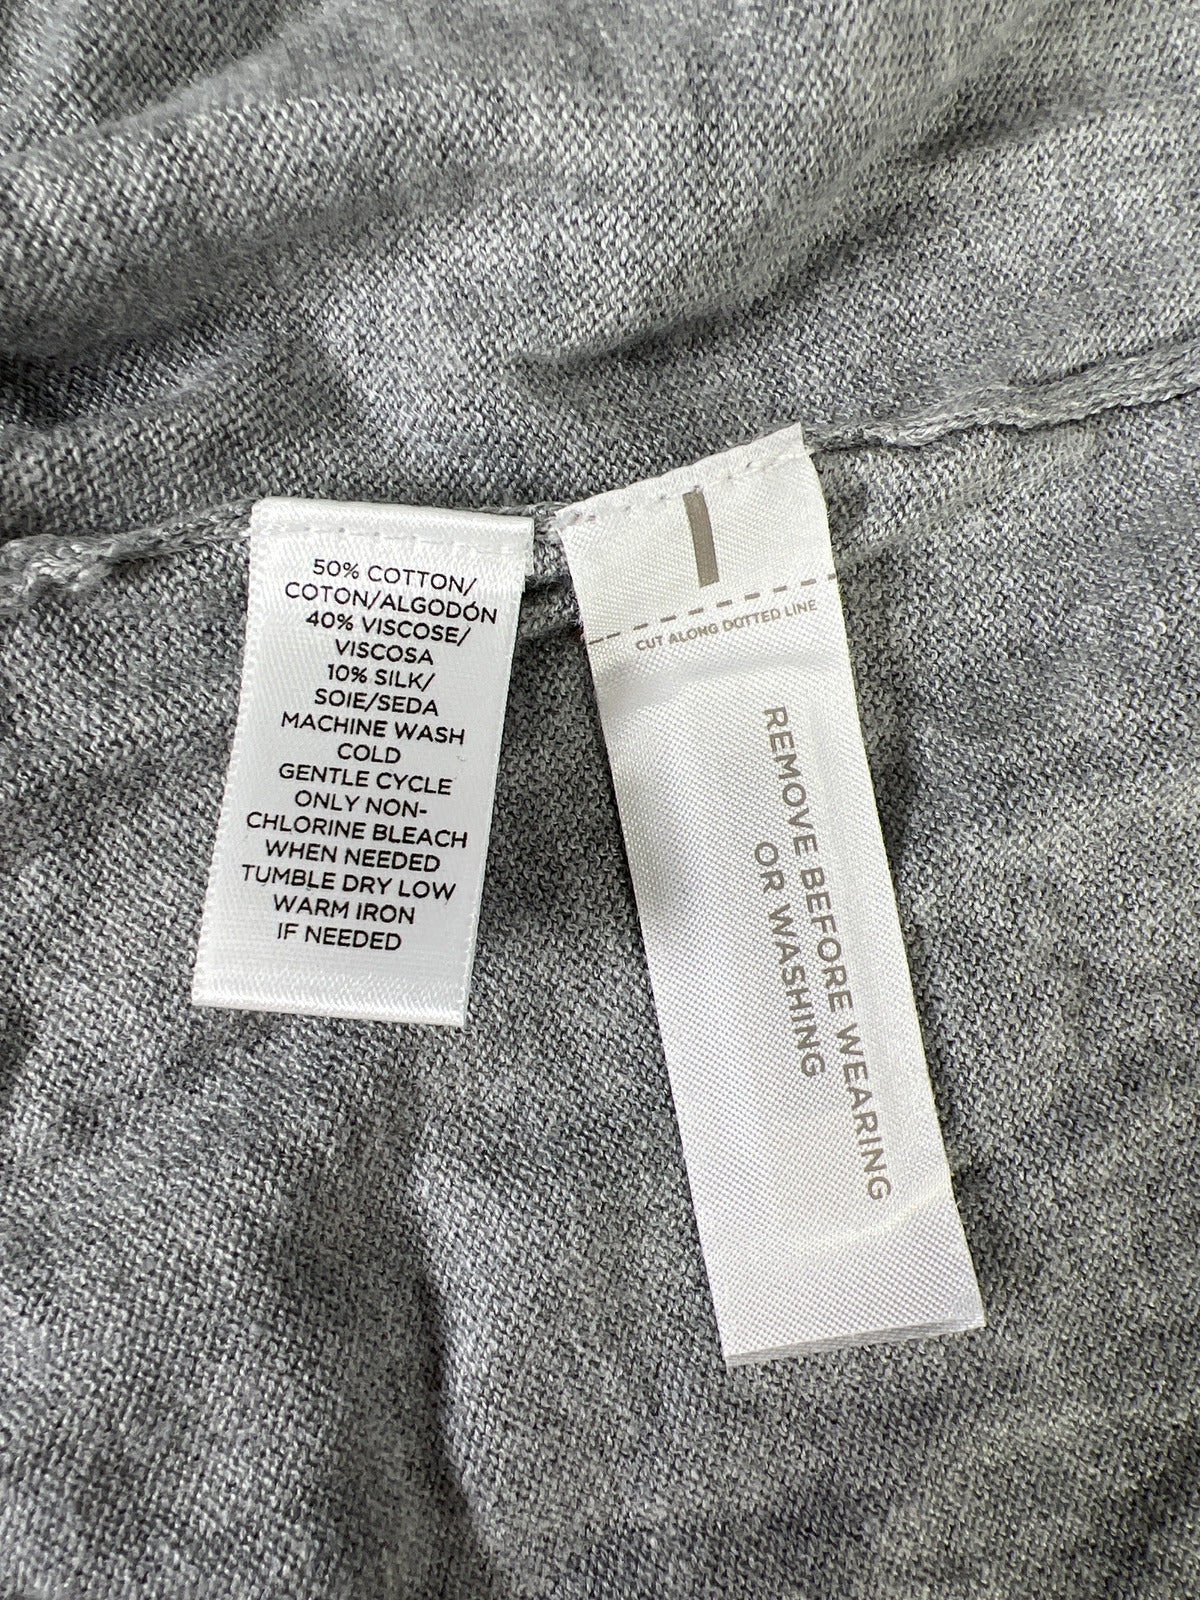 50% COTTON/
COTON/ALGODÓN
40% VISCOSE/
VISCOSA
10% SILK/
SOIE/SEDA
MACHINE WASH
COLD
GENTLE CYCLE
ONLY NON-
CHLORINE BLEACH
WHEN NEEDED
TUMBLE DRY LOW
WARM IRON
IF NEEDED
CUT ALONG DOTTED LINE
REMOVE BEFORE WEARING
OR WASHING